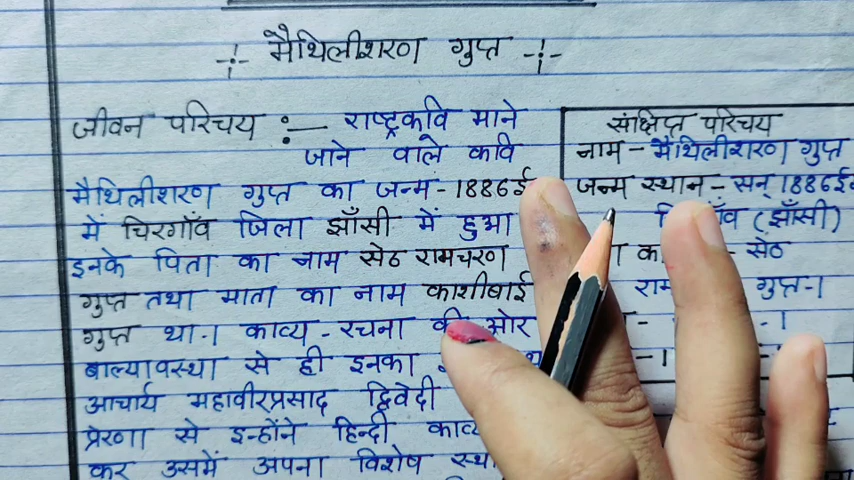 मैथिलीशरण गुप्त
जीवन परिचय :— राष्ट्रकवि माने
जाने वाले कवि
मैथिलीशरण गुप्त का जन्म - 1886ई
में चिरगाँव जिला झाँसी में हुआ
इनके पिता का नाम सेठ रामचरण
गुप्त तथा माता का नाम काशीबाई
गुप्त था। काव्य - रचना की ओर
बाल्यावस्था से ही इनका
आचार्य महावीरप्रसाद द्विवेदी
प्रेरणा से इन्होंने हिन्दी
कर उसमें अपना विशेष
संक्षिप्त परिचय
नाम - मैथिलीशरण गुप्त
जन्म स्थान - सन् 1886ई
(झाँसी)
- सेठ
गुप्त ।